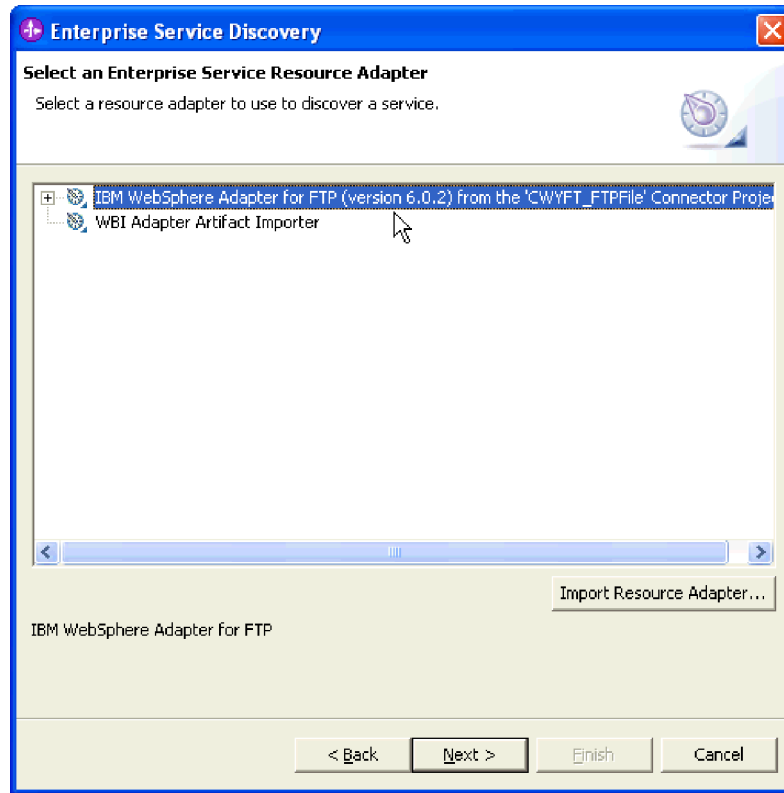 Enterprise Service Discovery
Select an Enterprise Service Resource Adapter
Select a resource adapter to use to discover a service.
IBM WebSphere Adapter for FTP (version 6.0.2) from the 'CWYFT_FTPFile' Connector Proje
WBI Adapter Artifact Importer
Import Resource Adapter...
IBM WebSphere Adapter for FTP
< Back Next > Finish Cancel